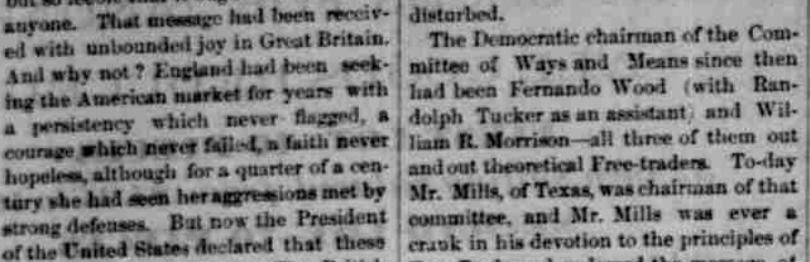 anyone. That message had been receiv-
ed with unbounded joy in Great Britain.
And why not? England had been seek-
ing the American market for years with
a persistency which never flagged, a
courage which never failed, a faith never
hopeless, although for a quarter of a cen-
tury she had seen her aggressions met by
strong defenses. But now the President
of the United States declared that these
disturbed.
The Democratic chairman of the Com-
mittee of Ways and Means since then
had been Fernando Wood (with Ran-
dolph Tucker as an assistant) and Wil-
liam R. Morrison—all three of them out
and out theoretical Free-traders. To-day
Mr. Mills, of Texas, was chairman of that
committee, and Mr. Mills was ever a
crank in his devotion to the principles of